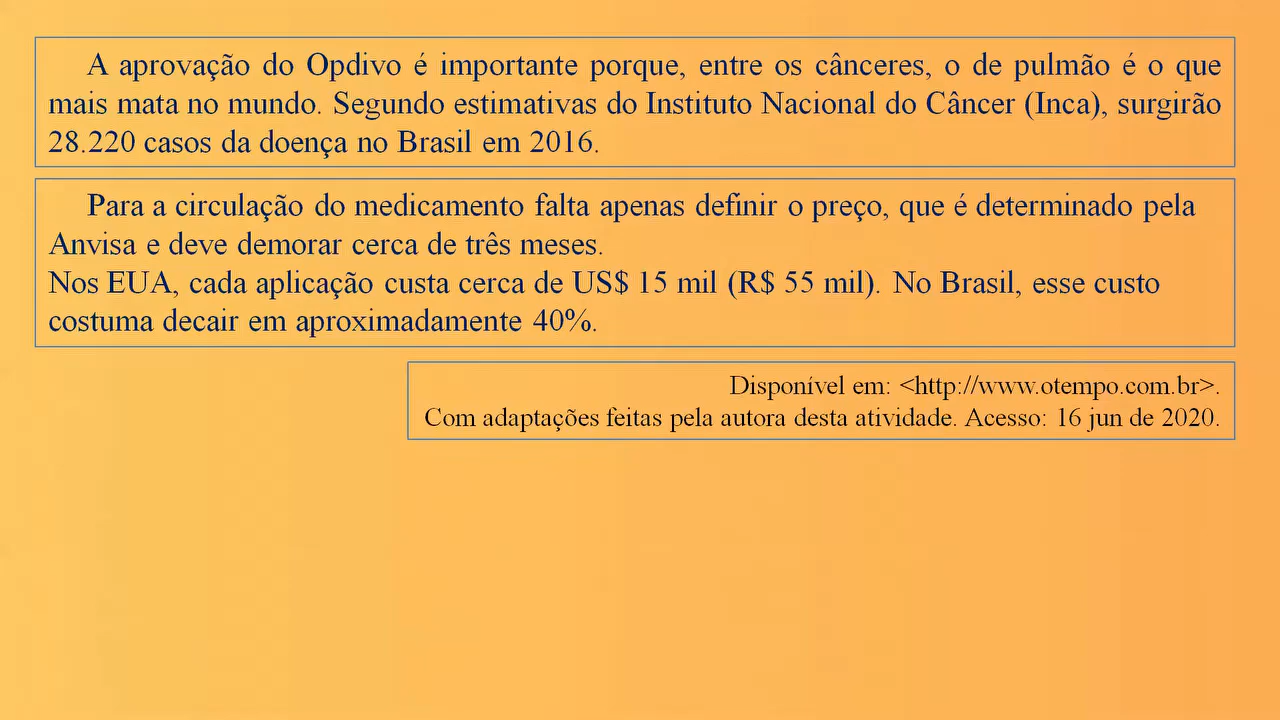 A aprovação do Opdivo é importante porque, entre os cânceres, o de pulmão é o que
mais mata no mundo. Segundo estimativas do Instituto Nacional do Câncer (Inca), surgirão
28.220 casos da doença no Brasil em 2016.
Para a circulação do medicamento falta apenas definir o preço, que é determinado pela
Anvisa e deve demorar cerca de três meses.
Nos EUA, cada aplicação custa cerca de US$ 15 mil (R$ 55 mil). No Brasil, esse custo
costuma decair em aproximadamente 40%.
Disponível em: <http://www.otempo.com.br>.
Com adaptações feitas pela autora desta atividade. Acesso: 16 jun de 2020.